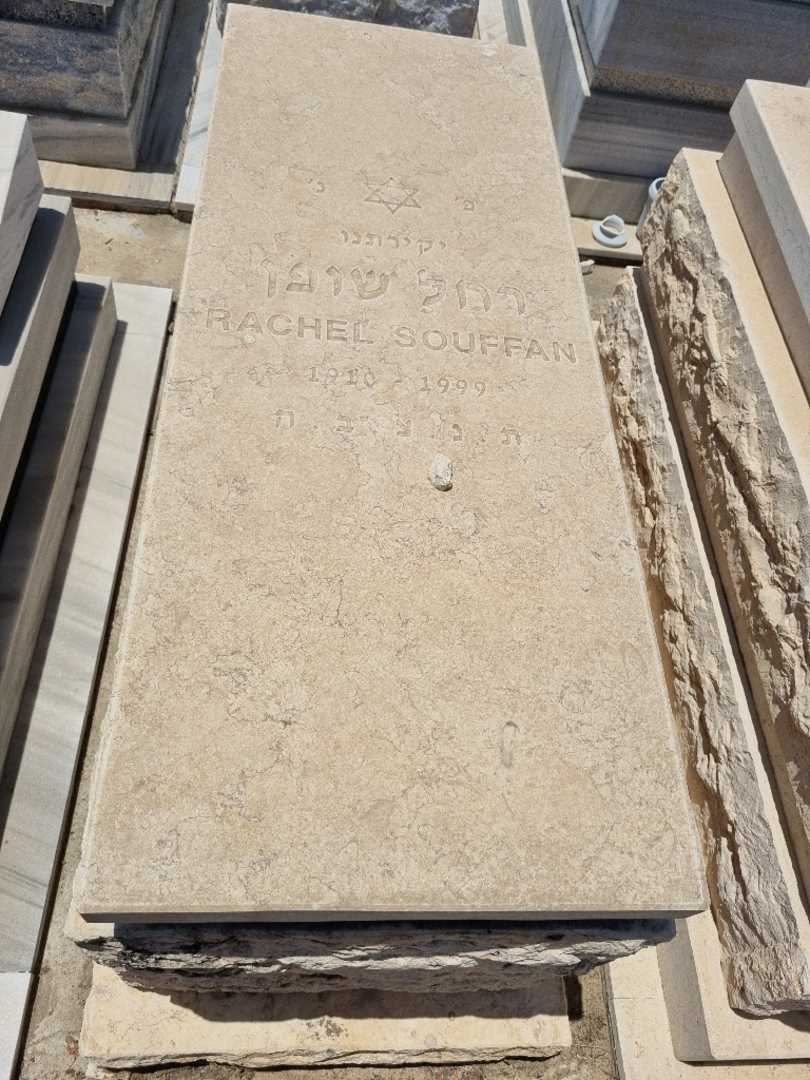 פ' נ'
יקירתנו
רחל שופן
RACHEL SOUFFAN
1910 - 1999
ת נ צ ב ה